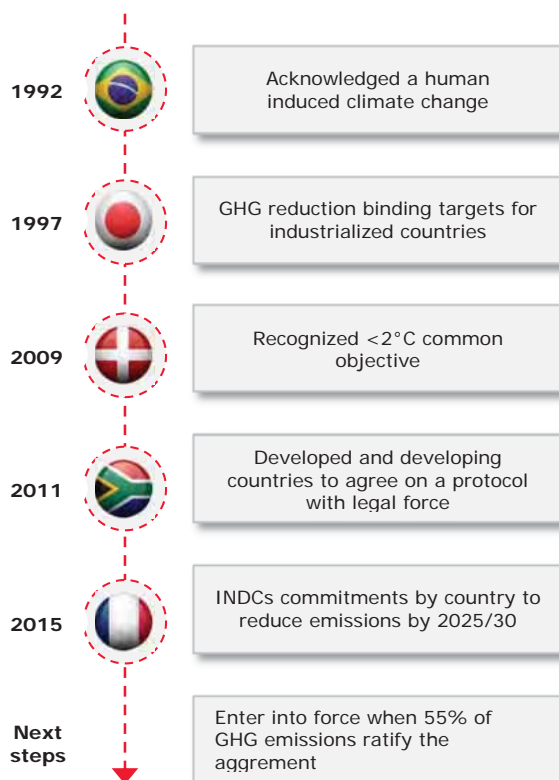 1992
Acknowledged a human
induced climate change
1997
GHG reduction binding targets for
industrialized countries
2009
Recognized <2°C common
objective
2011
Developed and developing
countries to agree on a protocol
with legal force
2015
INDCs commitments by country to
reduce emissions by 2025/30
Next
steps
Enter into force when 55% of
GHG emissions ratify the
aggrement